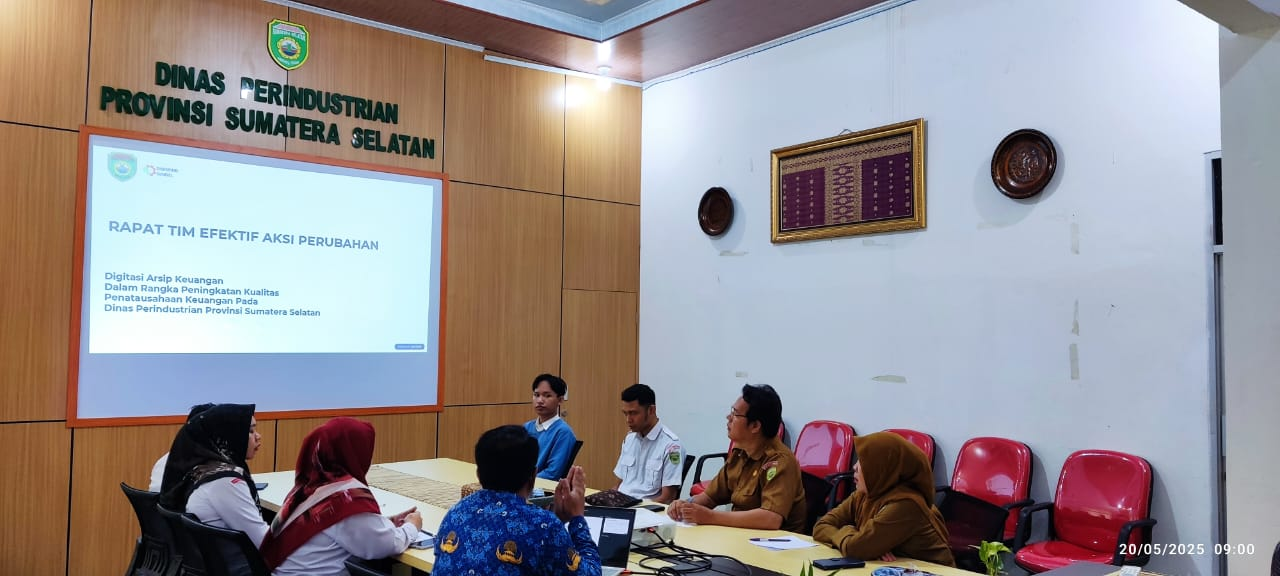 DINAS PERINDUSTRIAN
PROVINSI SUMATERA SELATAN
RAPAT TIM EFEKTIF AKSI PERUBAHAN
Digitasi Arsip Keuangan
Dalam Rangka Peningkatan Kualitas
Penatausahaan Keuangan Pada
Dinas Perindustrian Provinsi Sumatera Selatan
20/05/2025 09:00